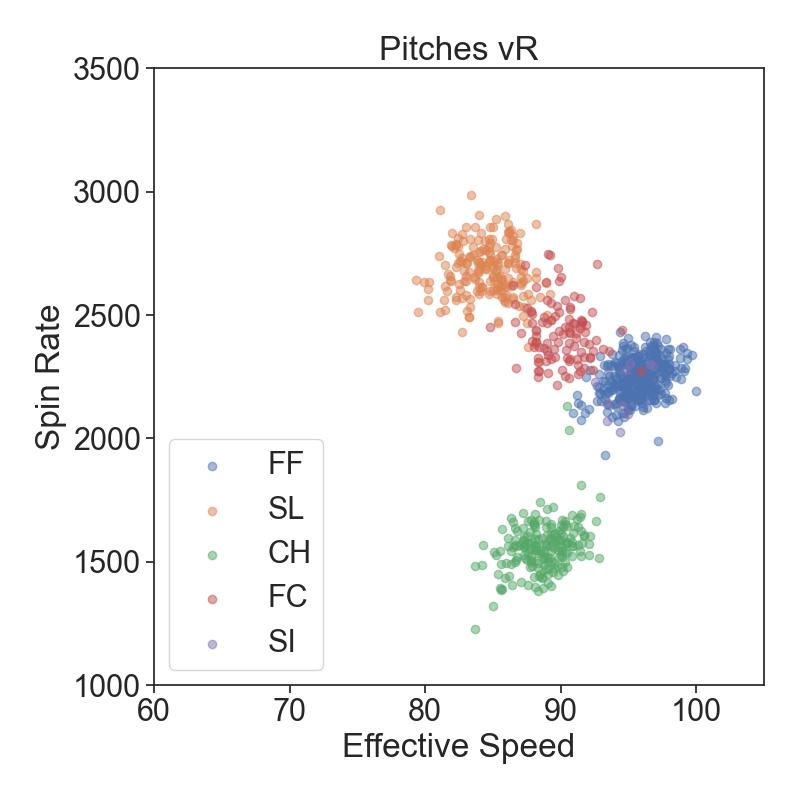 Pitches vR
3500
3000
2500
2000
1500
1000
Spin Rate
FF
SL
CH
FC
SI
60 70 80 90 100
Effective Speed